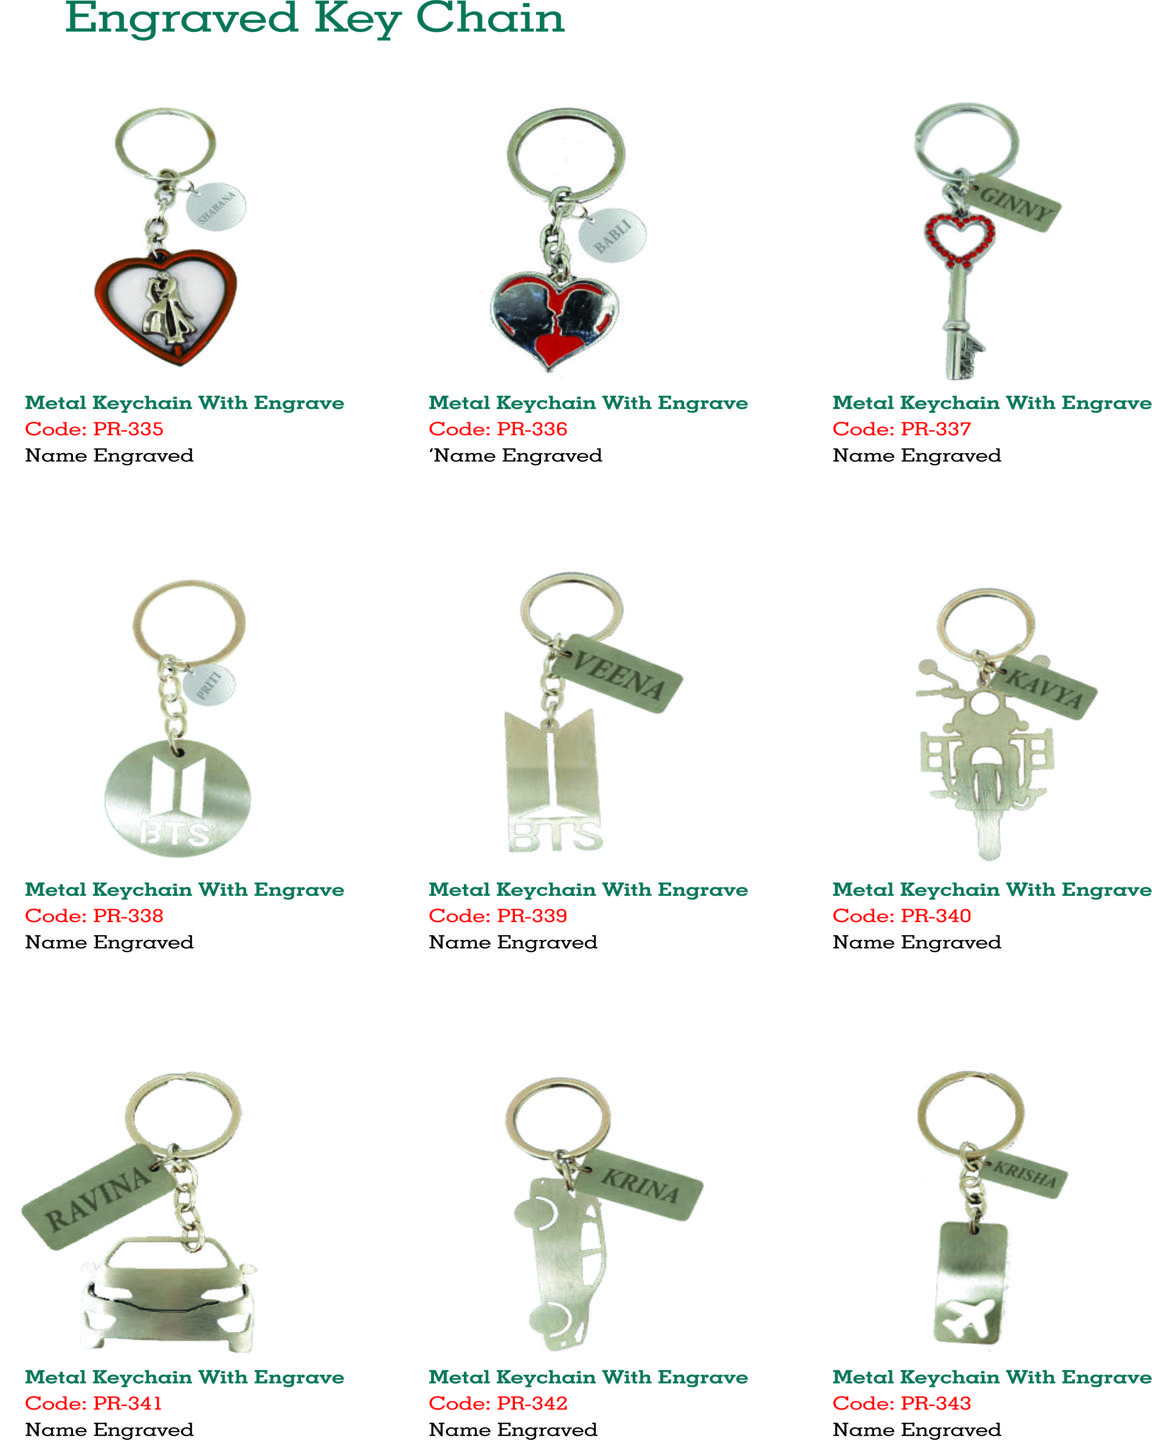 Engraved Key Chain
SHABANA
BABLI
GINNY
Metal Keychain With Engrave
Code: PR-335
Name Engraved
Metal Keychain With Engrave
Code: PR-336
‘Name Engraved
Metal Keychain With Engrave
Code: PR-337
Name Engraved
PRITI
BTS
VEENA
BTS
KAVYA
Metal Keychain With Engrave
Code: PR-338
Name Engraved
Metal Keychain With Engrave
Code: PR-339
Name Engraved
Metal Keychain With Engrave
Code: PR-340
Name Engraved
RAVINA
KRINA
KRISHA
Metal Keychain With Engrave
Code: PR-341
Name Engraved
Metal Keychain With Engrave
Code: PR-342
Name Engraved
Metal Keychain With Engrave
Code: PR-343
Name Engraved